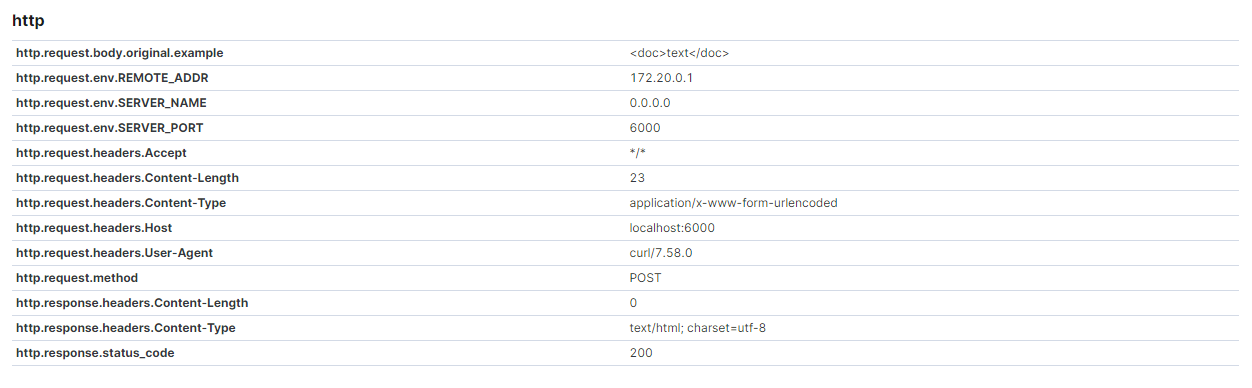 http
http.request.body.original.example <doc>text</doc>
http.request.env.REMOTE_ADDR 172.20.0.1
http.request.env.SERVER_NAME 0.0.0.0
http.request.env.SERVER_PORT 6000
http.request.headers.Accept */*
http.request.headers.Content-Length 23
http.request.headers.Content-Type application/x-www-form-urlencoded
http.request.headers.Host localhost:6000
http.request.headers.User-Agent curl/7.58.0
http.request.method POST
http.response.headers.Content-Length 0
http.response.headers.Content-Type text/html; charset=utf-8
http.response.status_code 200